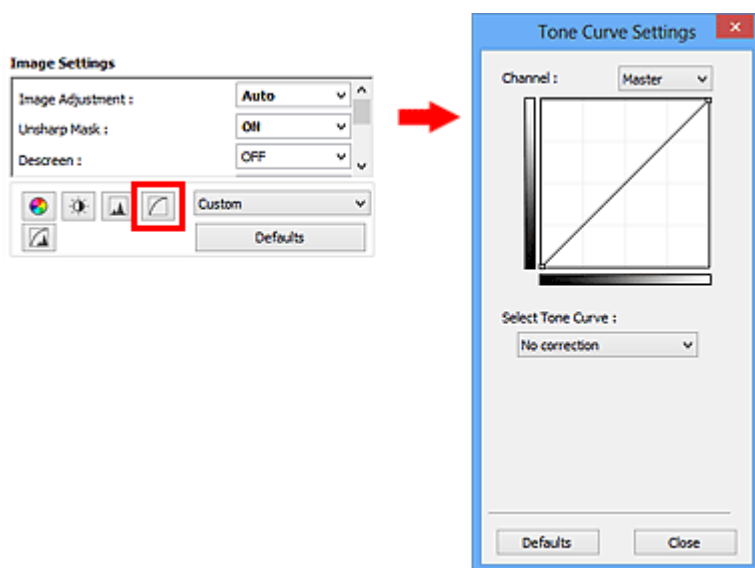 Image Settings
Image Adjustment : Auto
Unsharp Mask : ON
Descreen : OFF
Custom
Defaults
Tone Curve Settings
Channel : Master
Select Tone Curve :
No correction
Defaults Close